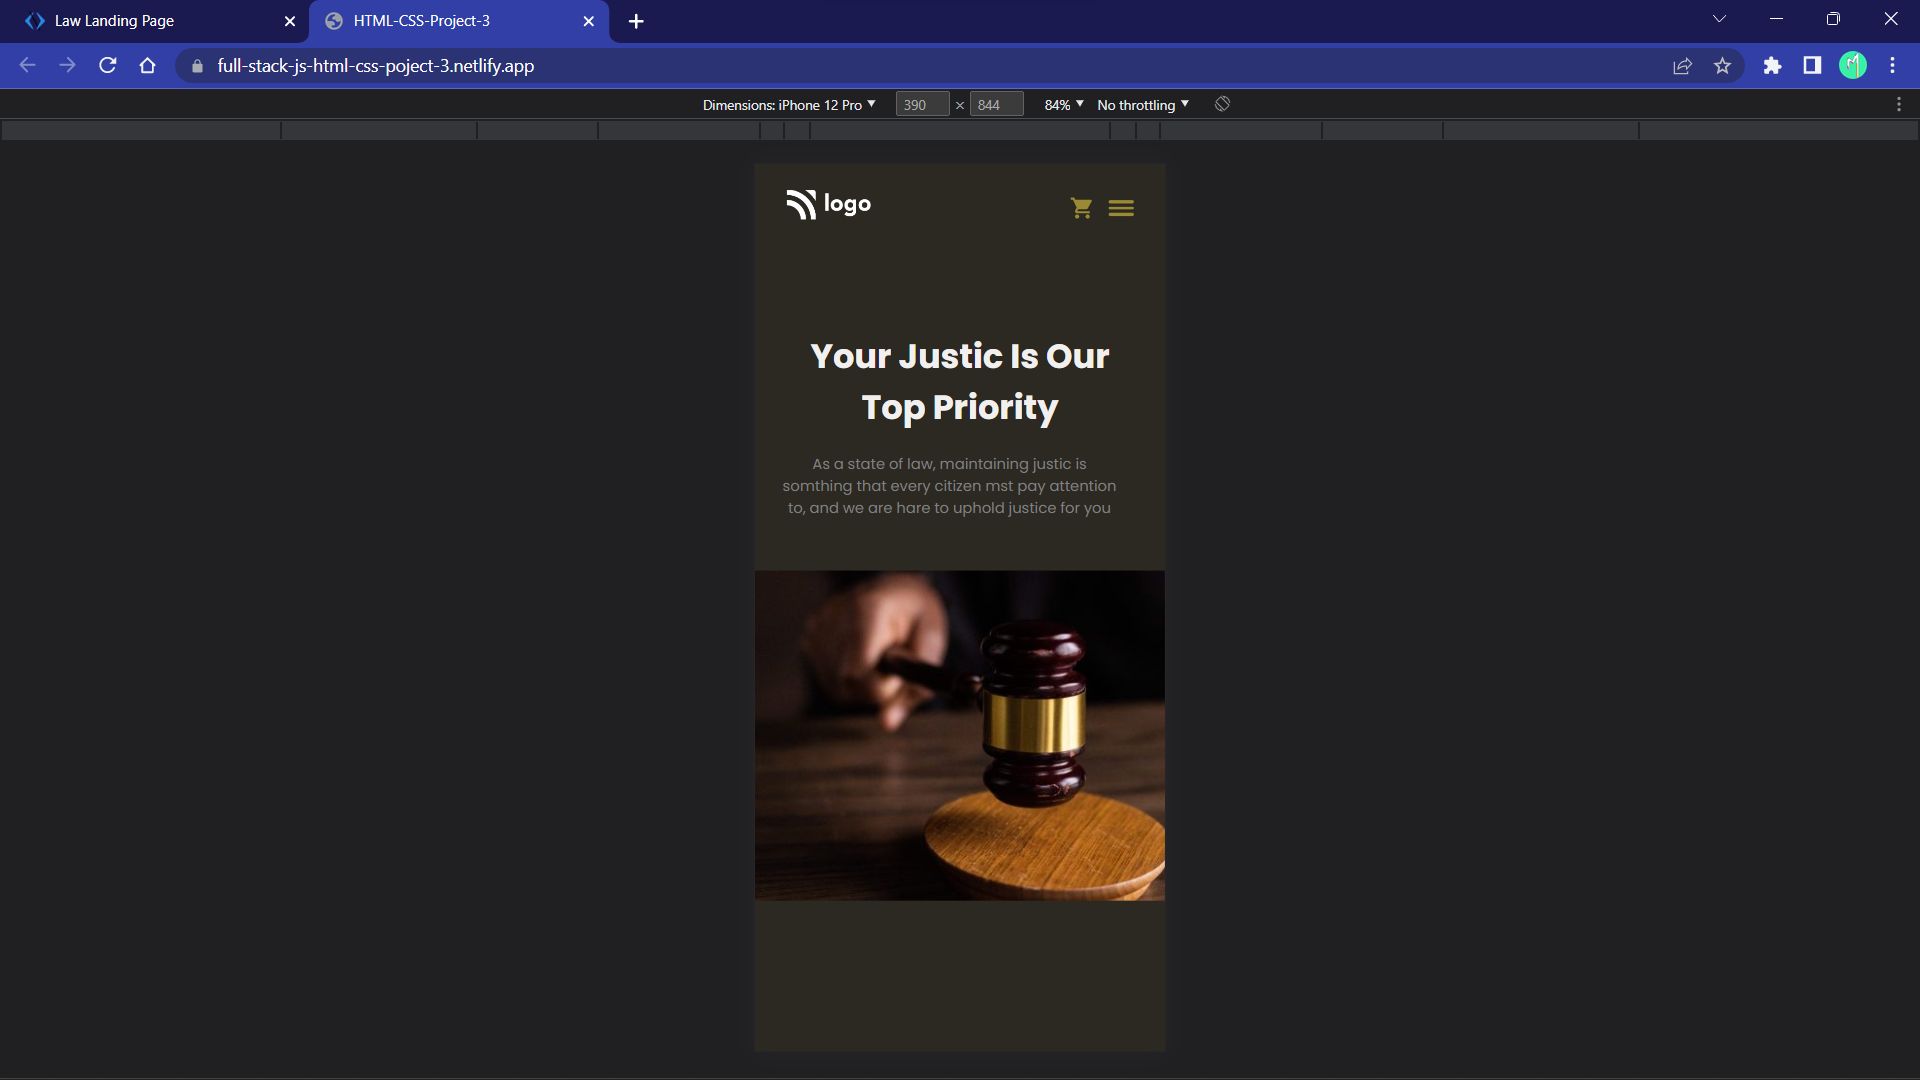 Law Landing Page
HTML-CSS-Project-3
full-stack-js-html-css-poject-3.netlify.app
Dimensions: iPhone 12 Pro 390 × 844 84% No throttling
logo
Your Justic Is Our
Top Priority
As a state of law, maintaining justic is
somthing that every citizen mst pay attention
to, and we are hare to uphold justice for you